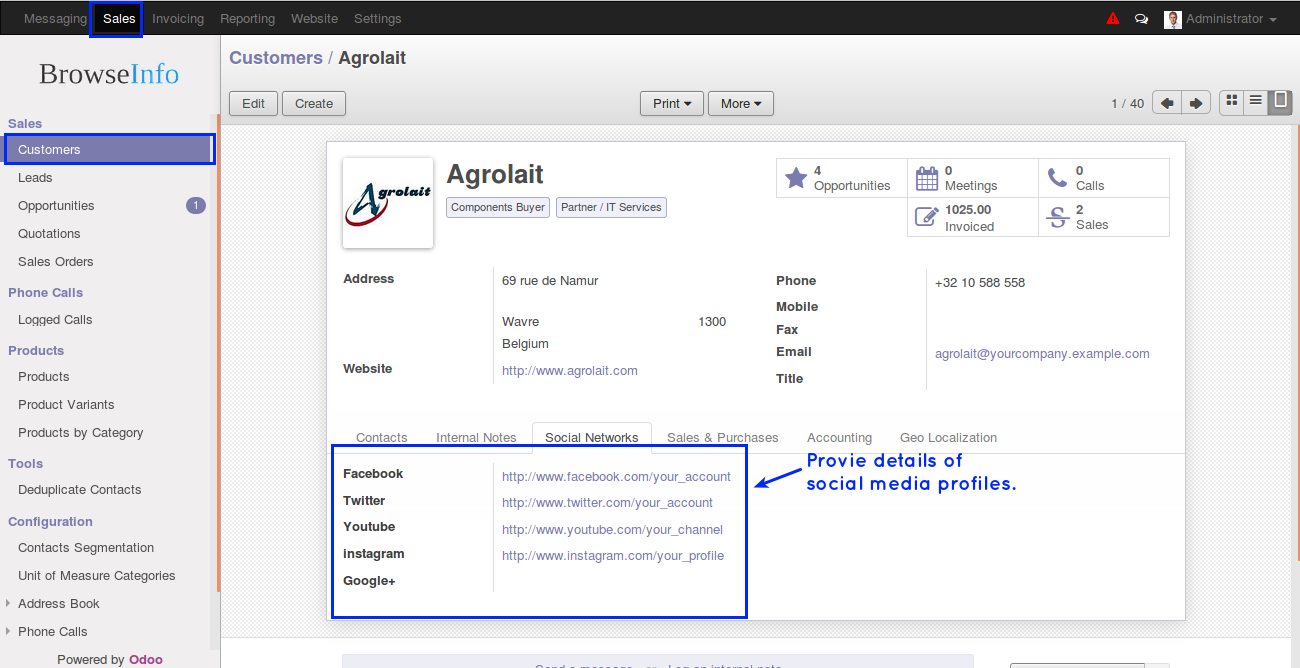 Messaging Sales Invoicing Reporting Website Settings Administrator
BrowseInfo
Sales
Customers
Leads
Opportunities 1
Quotations
Sales Orders
Phone Calls
Logged Calls
Products
Products
Product Variants
Products by Category
Tools
Deduplicate Contacts
Configuration
Contacts Segmentation
Unit of Measure Categories
Address Book
Phone Calls
Powered by Odoo
Customers / Agrolait
Edit Create Print More 1 / 40
Agrolait
Agrolait
Components Buyer Partner / IT Services
4 Opportunities
0 Meetings
0 Calls
1025.00 Invoiced
2 Sales
Address 69 rue de Namur
Wavre 1300
Belgium
Website http://www.agrolait.com
Phone +32 10 588 558
Mobile
Fax
Email agrolait@yourcompany.example.com
Title
Contacts Internal Notes Social Networks Sales & Purchases Accounting Geo Localization
Facebook http://www.facebook.com/your_account
Twitter http://www.twitter.com/your_account
Youtube http://www.youtube.com/your_channel
instagram http://www.instagram.com/your_profile
Google+
Provie details of
social media profiles.
Send a message or Log an internal note